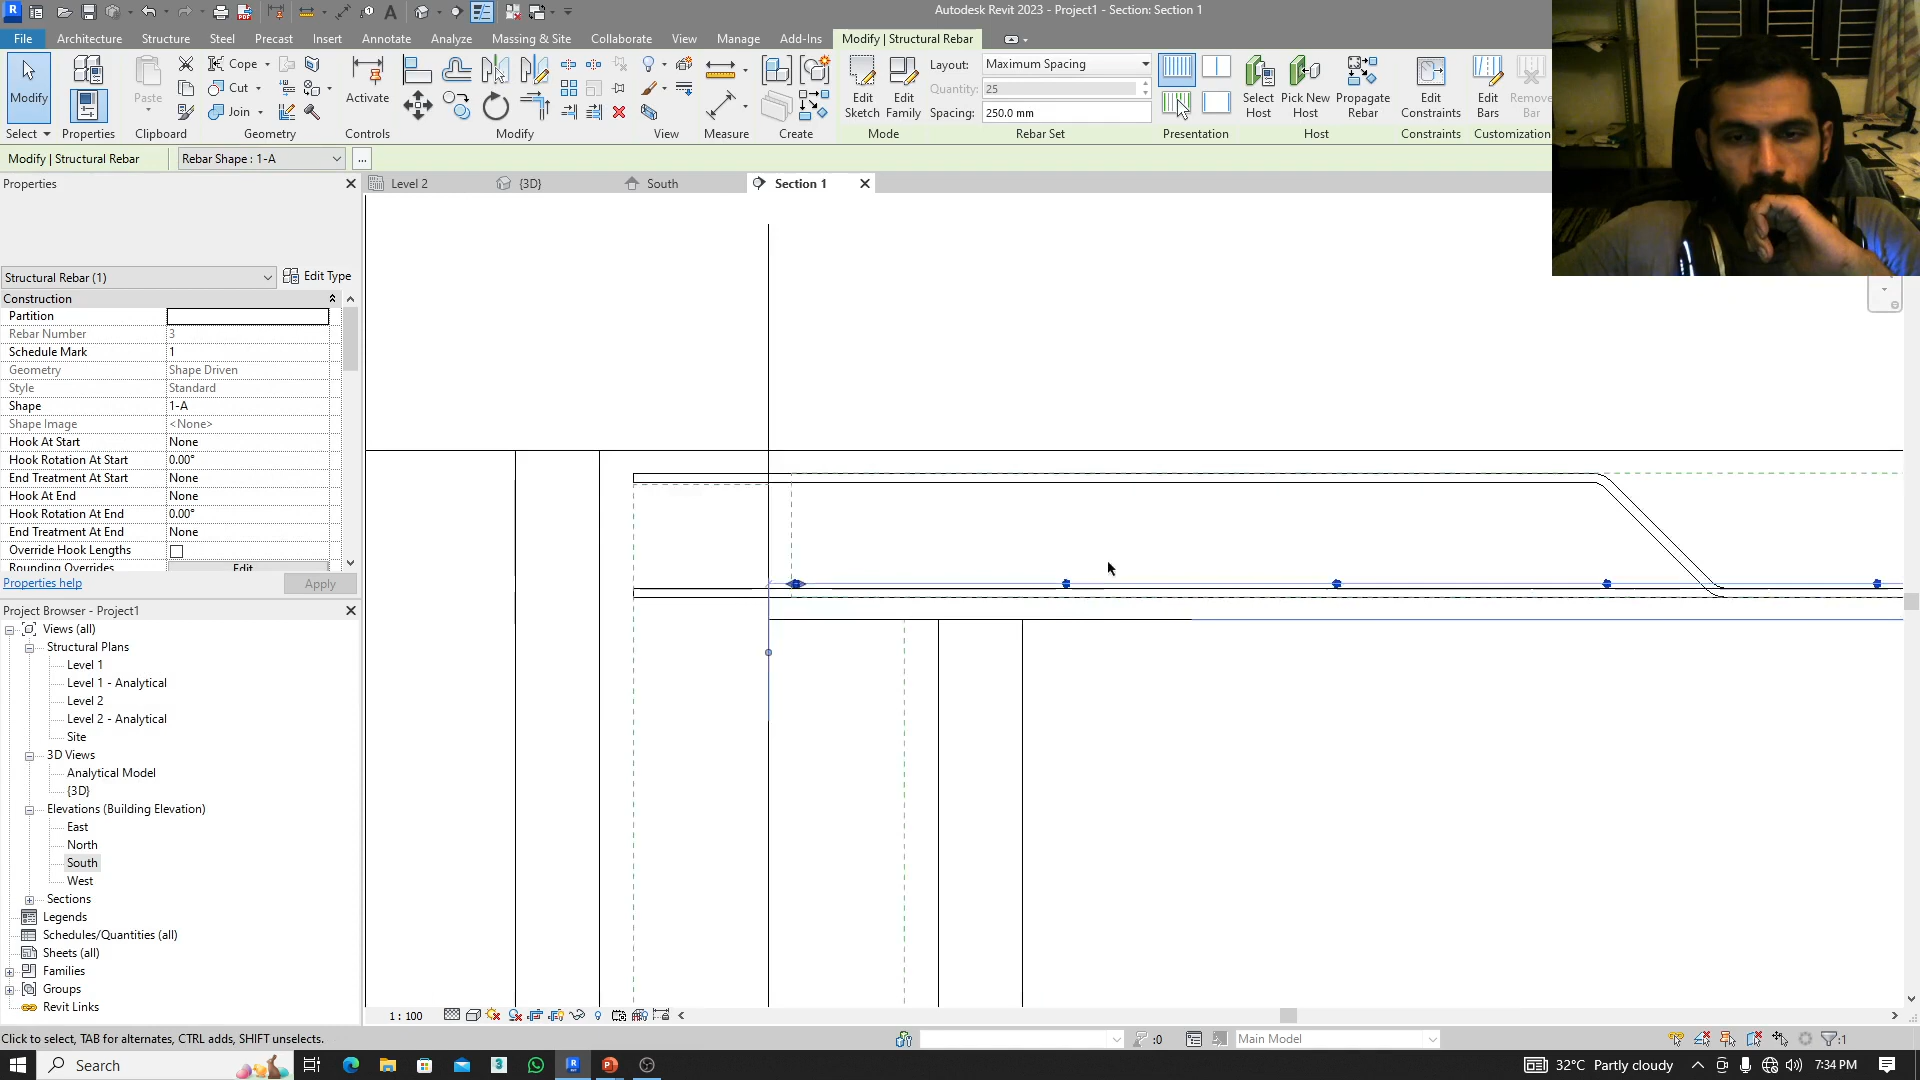 Autodesk Revit 2023 - Project1 - Section: Section 1
File
Architecture
Structure
Steel
Precast
Insert
Annotate
Analyze
Massing & Site
Collaborate
View
Manage
Add-Ins
Modify | Structural Rebar
Modify
Paste
Cope
Cut
Join
Activate
Edit
Sketch
Edit
Family
Layout: Maximum Spacing
Quantity: 25
Spacing: 250.0 mm
Select
Host
Pick New
Host
Propagate
Rebar
Edit
Constraints
Edit
Bars
Remove
Bar
Select
Properties
Clipboard
Geometry
Controls
Modify
View
Measure
Create
Mode
Rebar Set
Presentation
Host
Constraints
Customization
Modify | Structural Rebar
Rebar Shape : 1-A
...
Properties
Level 2
{3D}
South
Section 1
Structural Rebar (1)
Edit Type
Construction
Partition
Rebar Number 3
Schedule Mark 1
Geometry Shape Driven
Style Standard
Shape 1-A
Shape Image <None>
Hook At Start None
Hook Rotation At Start 0.00°
End Treatment At Start None
Hook At End None
Hook Rotation At End 0.00°
End Treatment At End None
Override Hook Lengths
Rounding Overrides Edit
Properties help
Apply
Project Browser - Project1
Views (all)
Structural Plans
Level 1
Level 1 - Analytical
Level 2
Level 2 - Analytical
Site
3D Views
Analytical Model
{3D}
Elevations (Building Elevation)
East
North
South
West
Sections
Legends
Schedules/Quantities (all)
Sheets (all)
Families
Groups
Revit Links
1 : 100
Click to select, TAB for alternates, CTRL adds, SHIFT unselects.
:0
Main Model
:1
Search
32°C Partly cloudy
7:34 PM